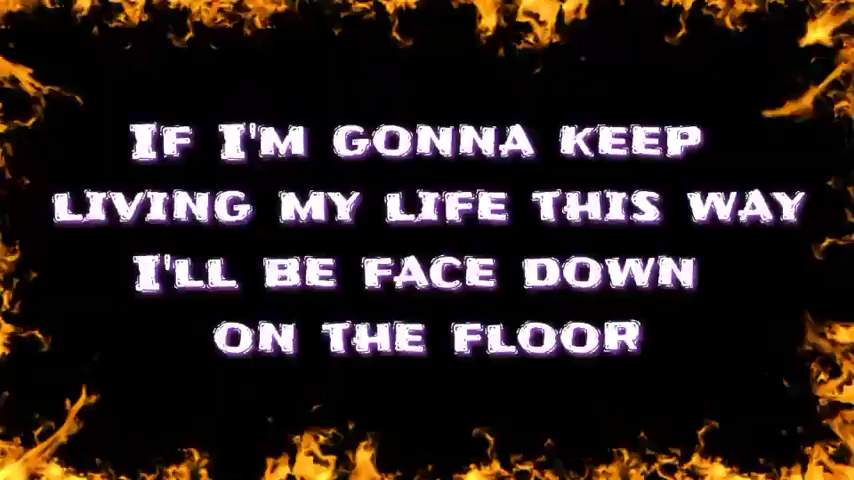 If I'm gonna keep
living my life this way
I'll be face down
on the floor